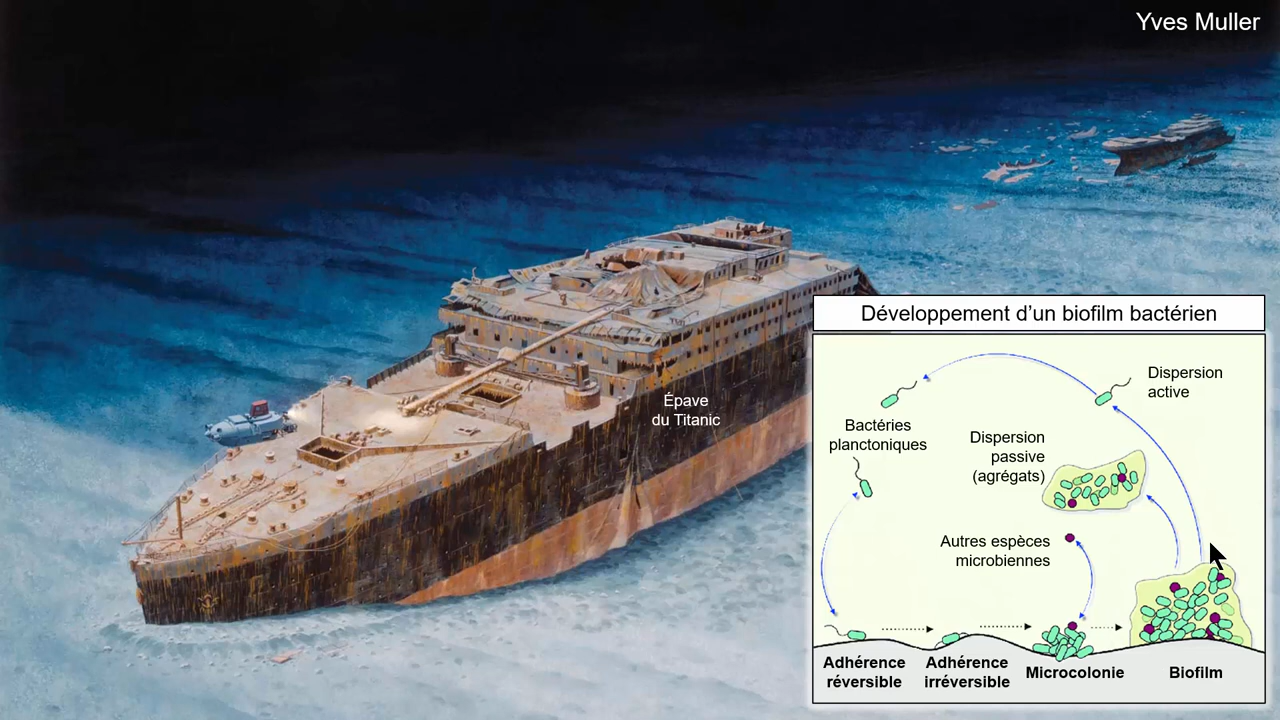 Yves Muller
Épave
du Titanic
Développement d’un biofilm bactérien
Dispersion
active
Bactéries
planctoniques
Dispersion
passive
(agrégats)
Autres espèces
microbiennes
Adhérence
réversible
Adhérence
irréversible
Microcolonie
Biofilm